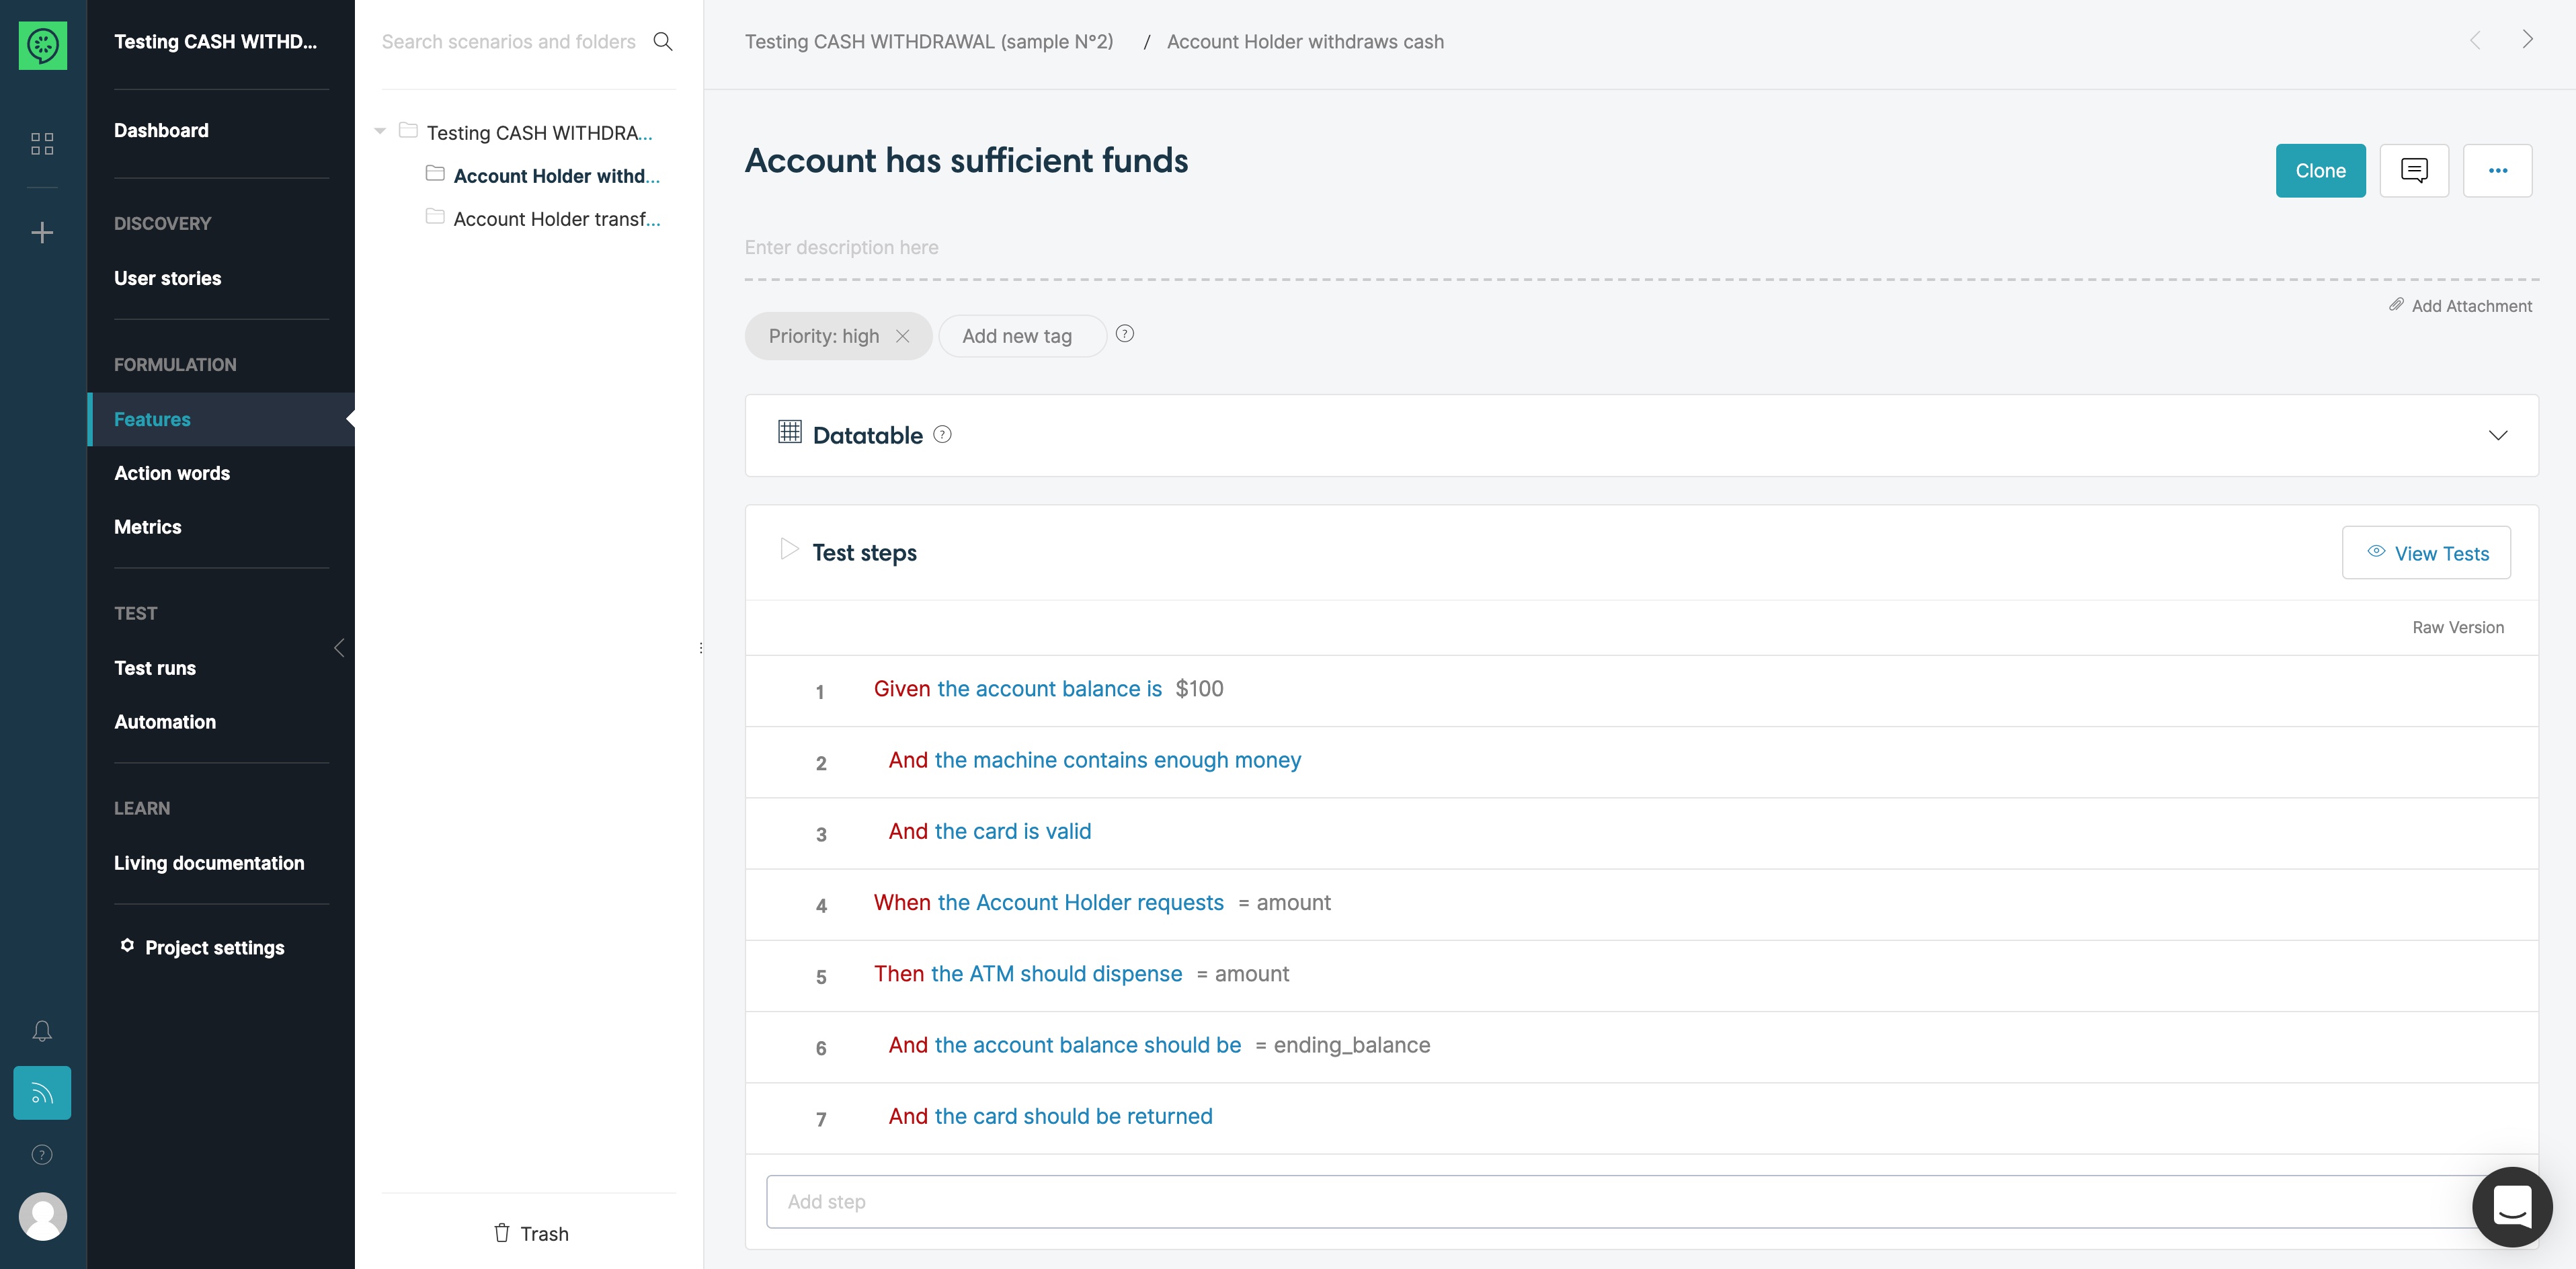 Testing CASH WITHD...
Dashboard
DISCOVERY
User stories
FORMULATION
Features
Action words
Metrics
TEST
Test runs
Automation
LEARN
Living documentation
Project settings
Search scenarios and folders
Testing CASH WITHDRA...
Account Holder withd...
Account Holder transf...
Trash
Testing CASH WITHDRAWAL (sample N°2) / Account Holder withdraws cash
Account has sufficient funds
Clone
Enter description here
Add Attachment
Priority: high
Add new tag
Datatable
Test steps
View Tests
Raw Version
1 Given the account balance is $100
2 And the machine contains enough money
3 And the card is valid
4 When the Account Holder requests = amount
5 Then the ATM should dispense = amount
6 And the account balance should be = ending_balance
7 And the card should be returned
Add step